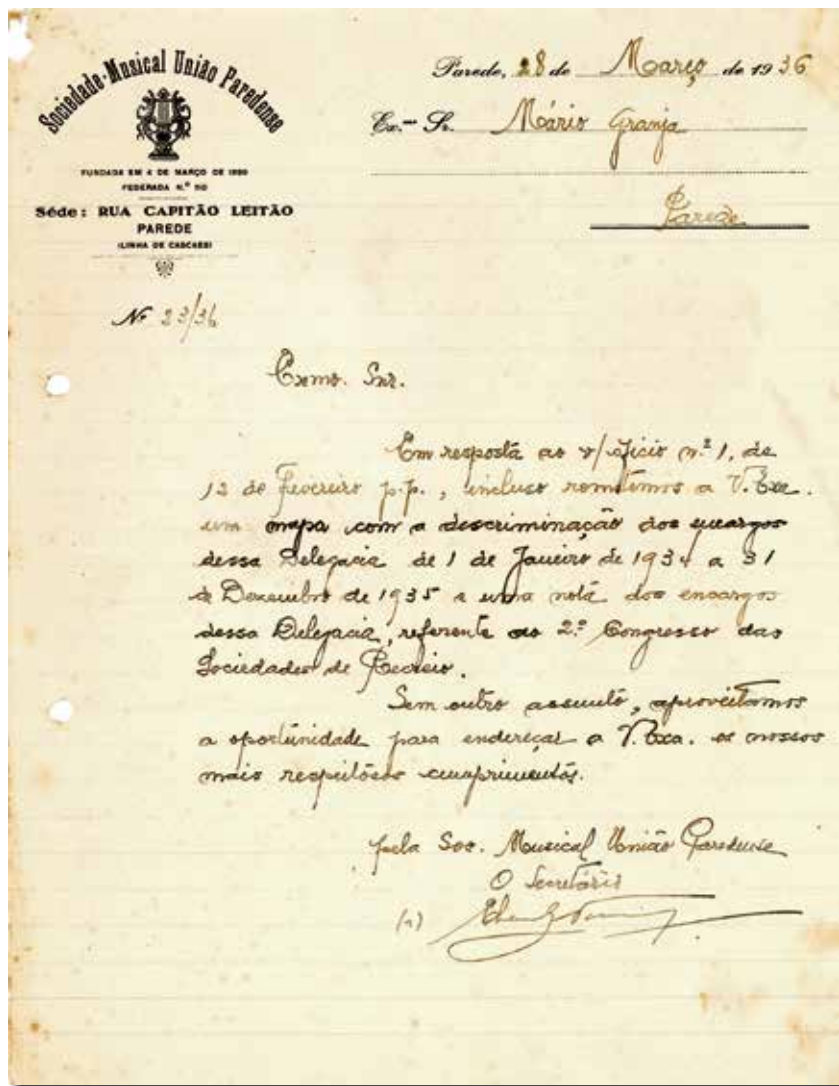 Sociedade-Musical União Paredense
FUNDADA EM 4 DE MARÇO DE 1899
FEDERADA N.º 110
Séde: RUA CAPITÃO LEITÃO
PAREDE
(LINHA DE CASCAES)
Parede, 28 de Março de 1936
Ex.mo Sr. Mário Granja
Parede
Nº 23/36
Exmo. Snr.
Em resposta ao v/ oficio n.º 1, de
12 de Fevereiro p.p., incluso remetemos a V. Exa.
um mapa com a discriminação dos encargos
dessa Delegacia de 1 de Janeiro de 1934 a 31
de Dezembro de 1935 e uma nota dos encargos
dessa Delegacia, referente ao 2.º Congresso das
Sociedades de Recreio.
Sem outro assunto, aproveitamos
a oportunidade para endereçar a V. Exa. os nossos
mais respeitósos cumprimentos.
pela Soc. Musical União Paredense
O Secretário
(a)